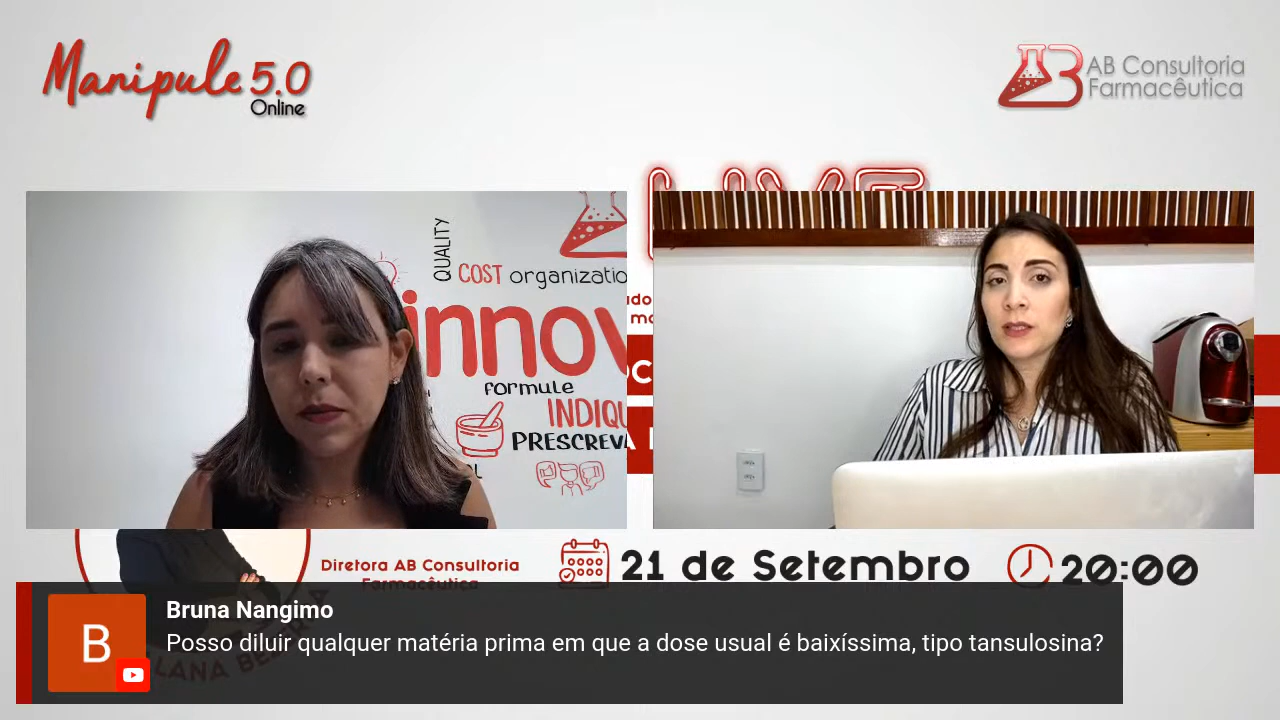 Manipule 5.0
Online
AB Consultoria
Farmacêutica
LIVE
QUALITY
COST organizatio
innov
formule
INDIQU
PRESCREVA
Diretora AB Consultoria
Farmacêutica
21 de Setembro
20:00
B
Bruna Nangimo
Posso diluir qualquer matéria prima em que a dose usual é baixíssima, tipo tansulosina?